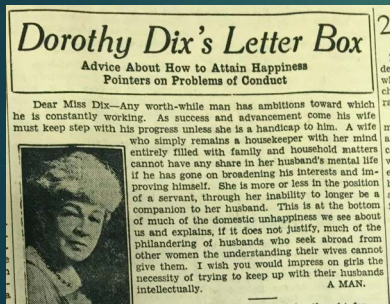 Dorothy Dix's Letter Box
Advice About How to Attain Happiness
Pointers on Problems of Conduct
Dear Miss Dix—Any worth-while man has ambitions toward which
he is constantly working. As success and advancement come his wife
must keep step with his progress unless she is a handicap to him. A wife
who simply remains a housekeeper with her mind
entirely filled with family and household matters
cannot have any share in her husband's mental life
if he has gone on broadening his interests and im-
proving himself. She is more or less in the position
of a servant, through her inability to longer be a
companion to her husband. This is at the bottom
of much of the domestic unhappiness we see about
us and explains, if it does not justify, much of the
philandering of husbands who seek abroad from
other women the understanding their wives cannot
give them. I wish you would impress on girls the
necessity of trying to keep up with their husbands
intellectually. A MAN.
2